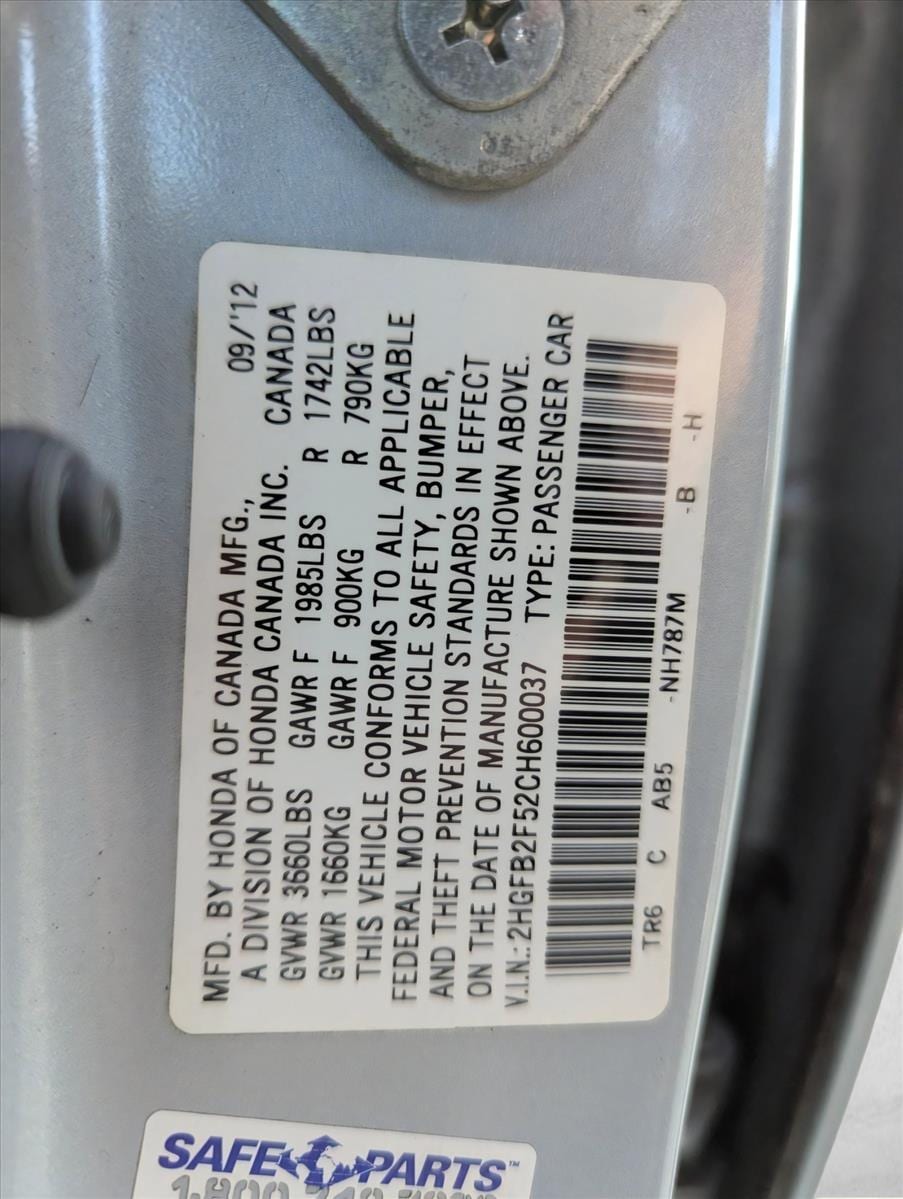 MFD. BY HONDA OF CANADA MFG., 09/'12
A DIVISION OF HONDA CANADA INC. CANADA
GVWR 3660LBS GAWR F 1985LBS R 1742LBS
GVWR 1660KG GAWR F 900KG R 790KG
THIS VEHICLE CONFORMS TO ALL APPLICABLE
FEDERAL MOTOR VEHICLE SAFETY, BUMPER,
AND THEFT PREVENTION STANDARDS IN EFFECT
ON THE DATE OF MANUFACTURE SHOWN ABOVE.
V.I.N.: 2HGFB2F52CH600037 TYPE: PASSENGER CAR
TR6 C AB5 -NH787M -B -H
SAFE PARTS™